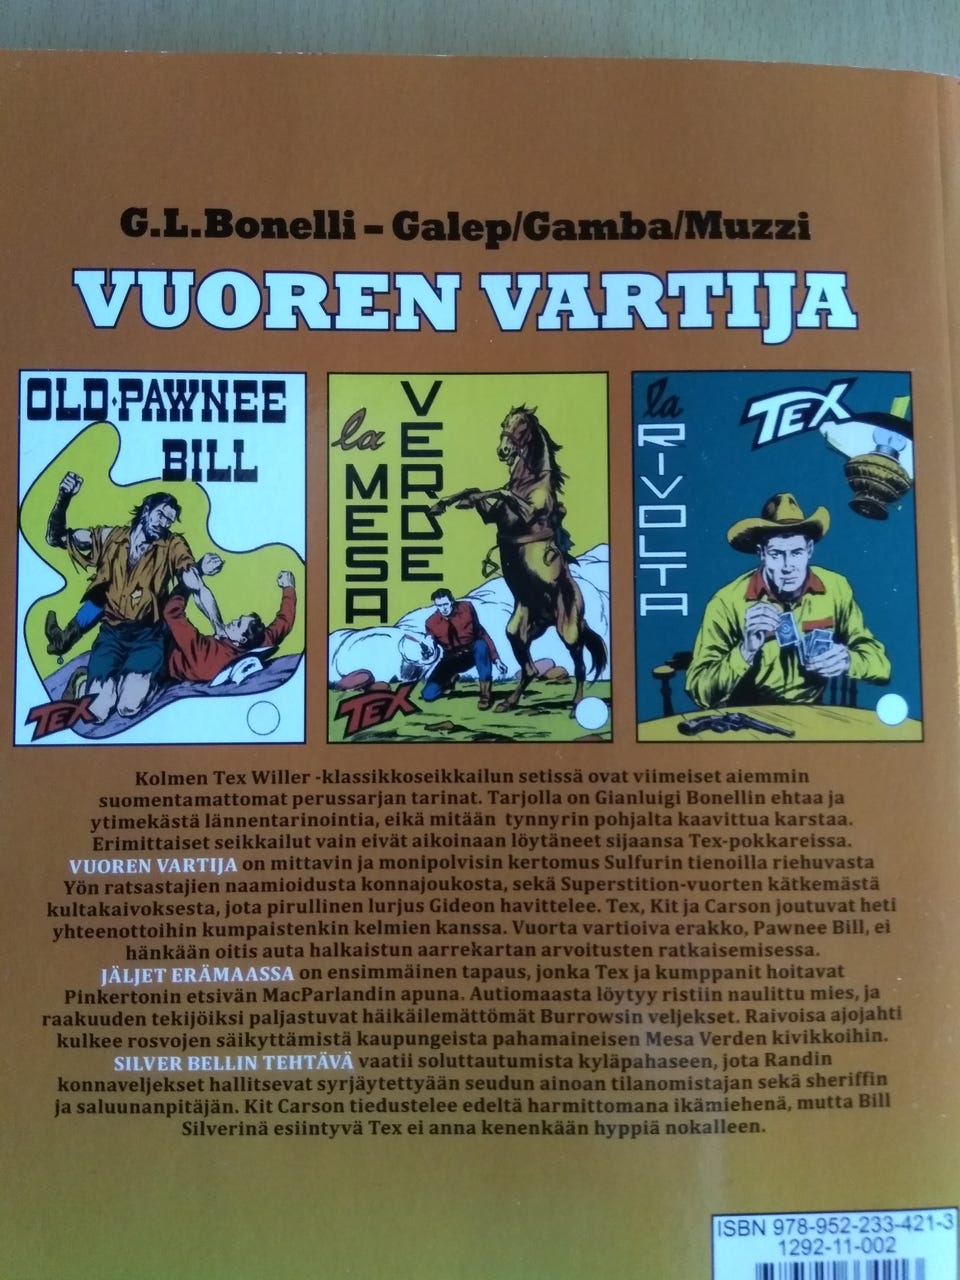 G.L.Bonelli – Galep/Gamba/Muzzi
VUOREN VARTIJA
OLD·PAWNEE
BILL
TEX
la
MESA
VERDE
TEX
la
RIVOLTA
TEX
Kolmen Tex Willer -klassikkoseikkailun setissä ovat viimeiset aiemmin
suomentamattomat perussarjan tarinat. Tarjolla on Gianluigi Bonellin ehtaa ja
ytimekästä lännentarinointia, eikä mitään tynnyrin pohjalta kaavittua karstaa.
Erimittaiset seikkailut vain eivät aikoinaan löytäneet sijaansa Tex-pokkareissa.
VUOREN VARTIJA on mittavin ja monipolvisin kertomus Sulfurin tienoilla riehuvasta
Yön ratsastajien naamioidusta konnajoukosta, sekä Superstition-vuorten kätkemästä
kultakaivoksesta, jota pirullinen lurjus Gideon havittelee. Tex, Kit ja Carson joutuvat heti
yhteenottoihin kumpaistenkin kelmien kanssa. Vuorta vartioiva erakko, Pawnee Bill, ei
hänkään oitis auta halkaistun aarrekartan arvoitusten ratkaisemisessa.
JÄLJET ERÄMAASSA on ensimmäinen tapaus, jonka Tex ja kumppanit hoitavat
Pinkertonin etsivän MacParlandin apuna. Autiomaasta löytyy ristiin naulittu mies, ja
raakuuden tekijöiksi paljastuvat häikäilemättömät Burrowsin veljekset. Raivoisa ajojahti
kulkee rosvojen säikyttämistä kaupungeista pahamaineisen Mesa Verden kivikkoihin.
SILVER BELLIN TEHTÄVÄ vaatii soluttautumista kyläpahaseen, jota Randin
konnaveljekset hallitsevat syrjäytettyään seudun ainoan tilanomistajan sekä sheriffin
ja saluunanpitäjän. Kit Carson tiedustelee edeltä harmittomana ikämiehenä, mutta Bill
Silverinä esiintyvä Tex ei anna kenenkään hyppiä nokalleen.
ISBN 978-952-233-421-3
1292-11-002